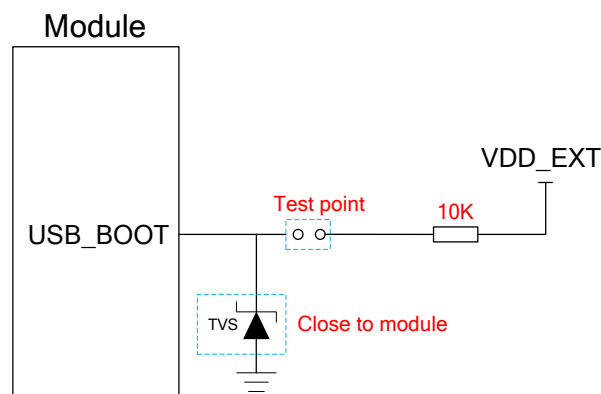 Module
VDD_EXT
Test point
10K
USB_BOOT
TVS
Close to module